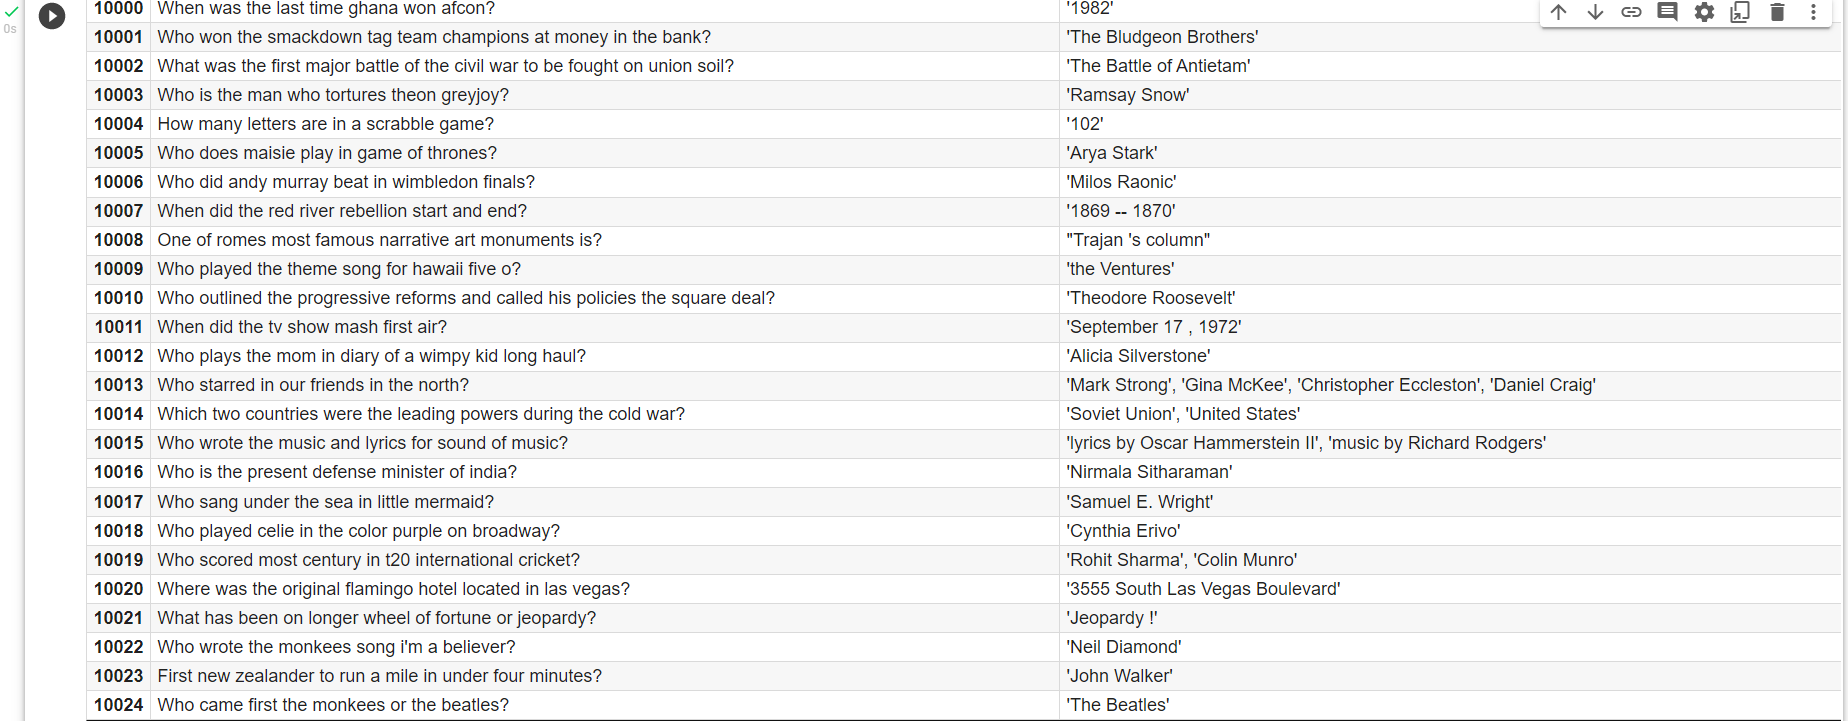 10000 When was the last time ghana won afcon? '1982'
0s
10001 Who won the smackdown tag team champions at money in the bank? 'The Bludgeon Brothers'
10002 What was the first major battle of the civil war to be fought on union soil? 'The Battle of Antietam'
10003 Who is the man who tortures theon greyjoy? 'Ramsay Snow'
10004 How many letters are in a scrabble game? '102'
10005 Who does maisie play in game of thrones? 'Arya Stark'
10006 Who did andy murray beat in wimbledon finals? 'Milos Raonic'
10007 When did the red river rebellion start and end? '1869 -- 1870'
10008 One of romes most famous narrative art monuments is? "Trajan 's column"
10009 Who played the theme song for hawaii five o? 'the Ventures'
10010 Who outlined the progressive reforms and called his policies the square deal? 'Theodore Roosevelt'
10011 When did the tv show mash first air? 'September 17 , 1972'
10012 Who plays the mom in diary of a wimpy kid long haul? 'Alicia Silverstone'
10013 Who starred in our friends in the north? 'Mark Strong', 'Gina McKee', 'Christopher Eccleston', 'Daniel Craig'
10014 Which two countries were the leading powers during the cold war? 'Soviet Union', 'United States'
10015 Who wrote the music and lyrics for sound of music? 'lyrics by Oscar Hammerstein II', 'music by Richard Rodgers'
10016 Who is the present defense minister of india? 'Nirmala Sitharaman'
10017 Who sang under the sea in little mermaid? 'Samuel E. Wright'
10018 Who played celie in the color purple on broadway? 'Cynthia Erivo'
10019 Who scored most century in t20 international cricket? 'Rohit Sharma', 'Colin Munro'
10020 Where was the original flamingo hotel located in las vegas? '3555 South Las Vegas Boulevard'
10021 What has been on longer wheel of fortune or jeopardy? 'Jeopardy !'
10022 Who wrote the monkees song i'm a believer? 'Neil Diamond'
10023 First new zealander to run a mile in under four minutes? 'John Walker'
10024 Who came first the monkees or the beatles? 'The Beatles'